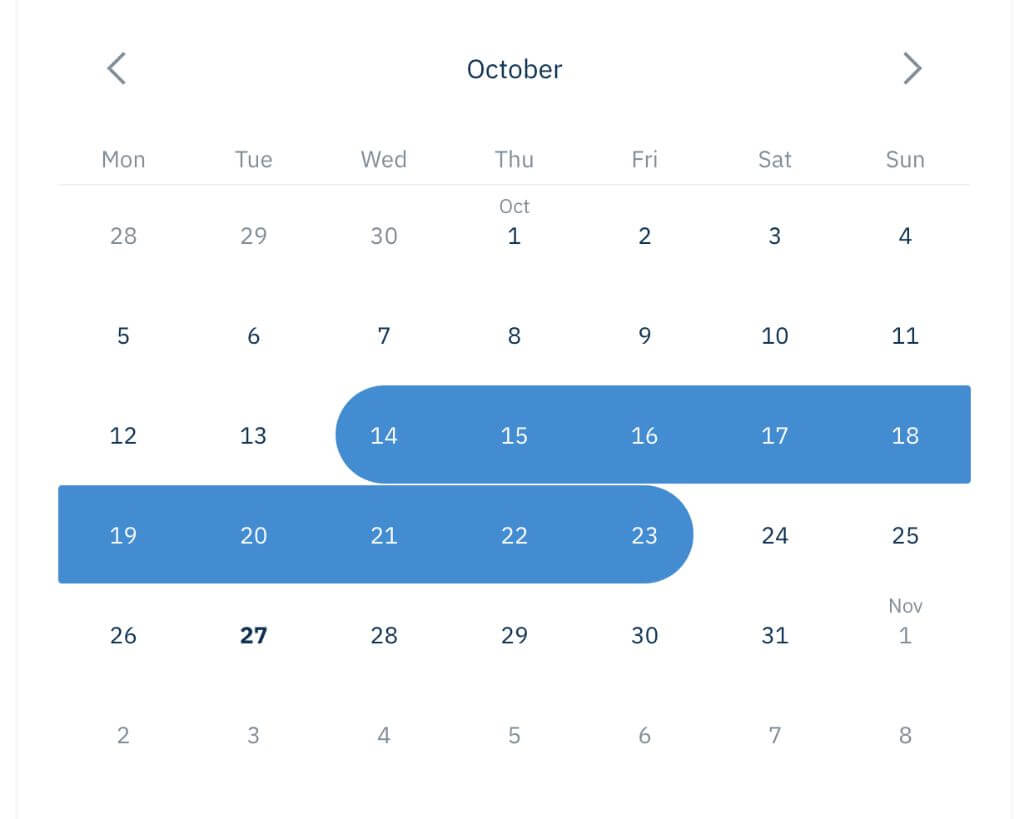 October
Mon Tue Wed Thu Fri Sat Sun
Oct
28 29 30 1 2 3 4
5 6 7 8 9 10 11
12 13 14 15 16 17 18
19 20 21 22 23 24 25
Nov
26 27 28 29 30 31 1
2 3 4 5 6 7 8